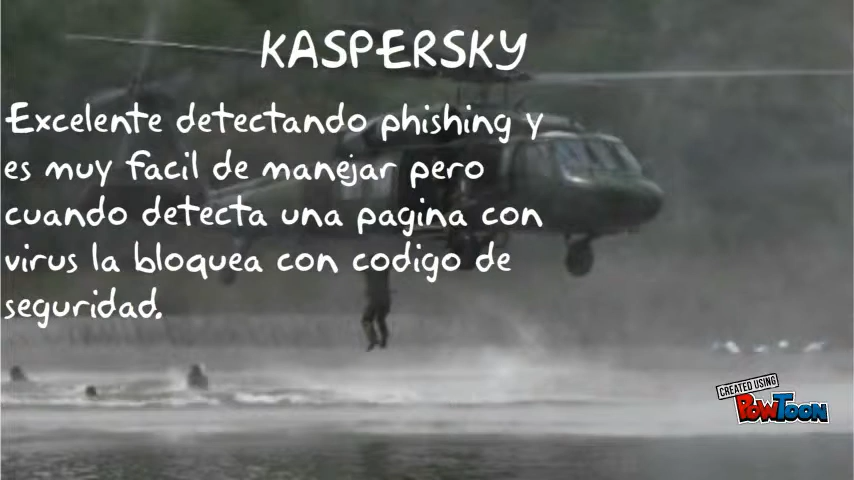 KASPERSKY
Excelente detectando phishing y
es muy facil de manejar pero
cuando detecta una pagina con
virus la bloquea con codigo de
seguridad.
CREATED USING
POWTOON